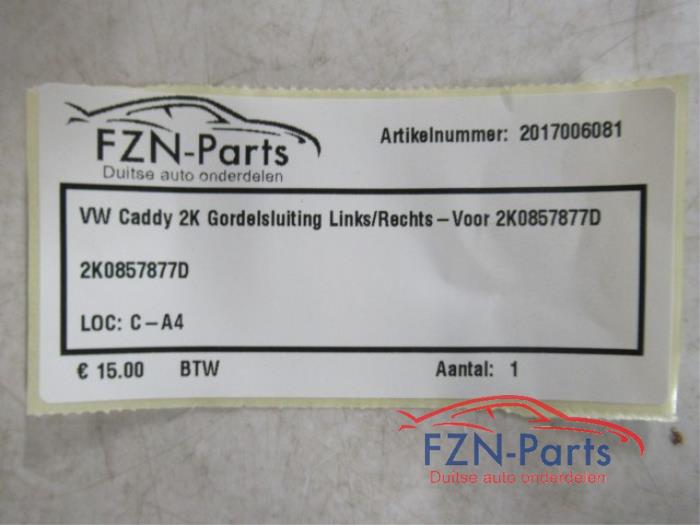 FZN-Parts
Duitse auto onderdelen
Artikelnummer: 2017006081
VW Caddy 2K Gordelsluiting Links/Rechts-Voor 2K0857877D
2K0857877D
LOC: C-A4
€ 15.00 BTW Aantal: 1
FZN-Parts
Duitse auto onderdelen